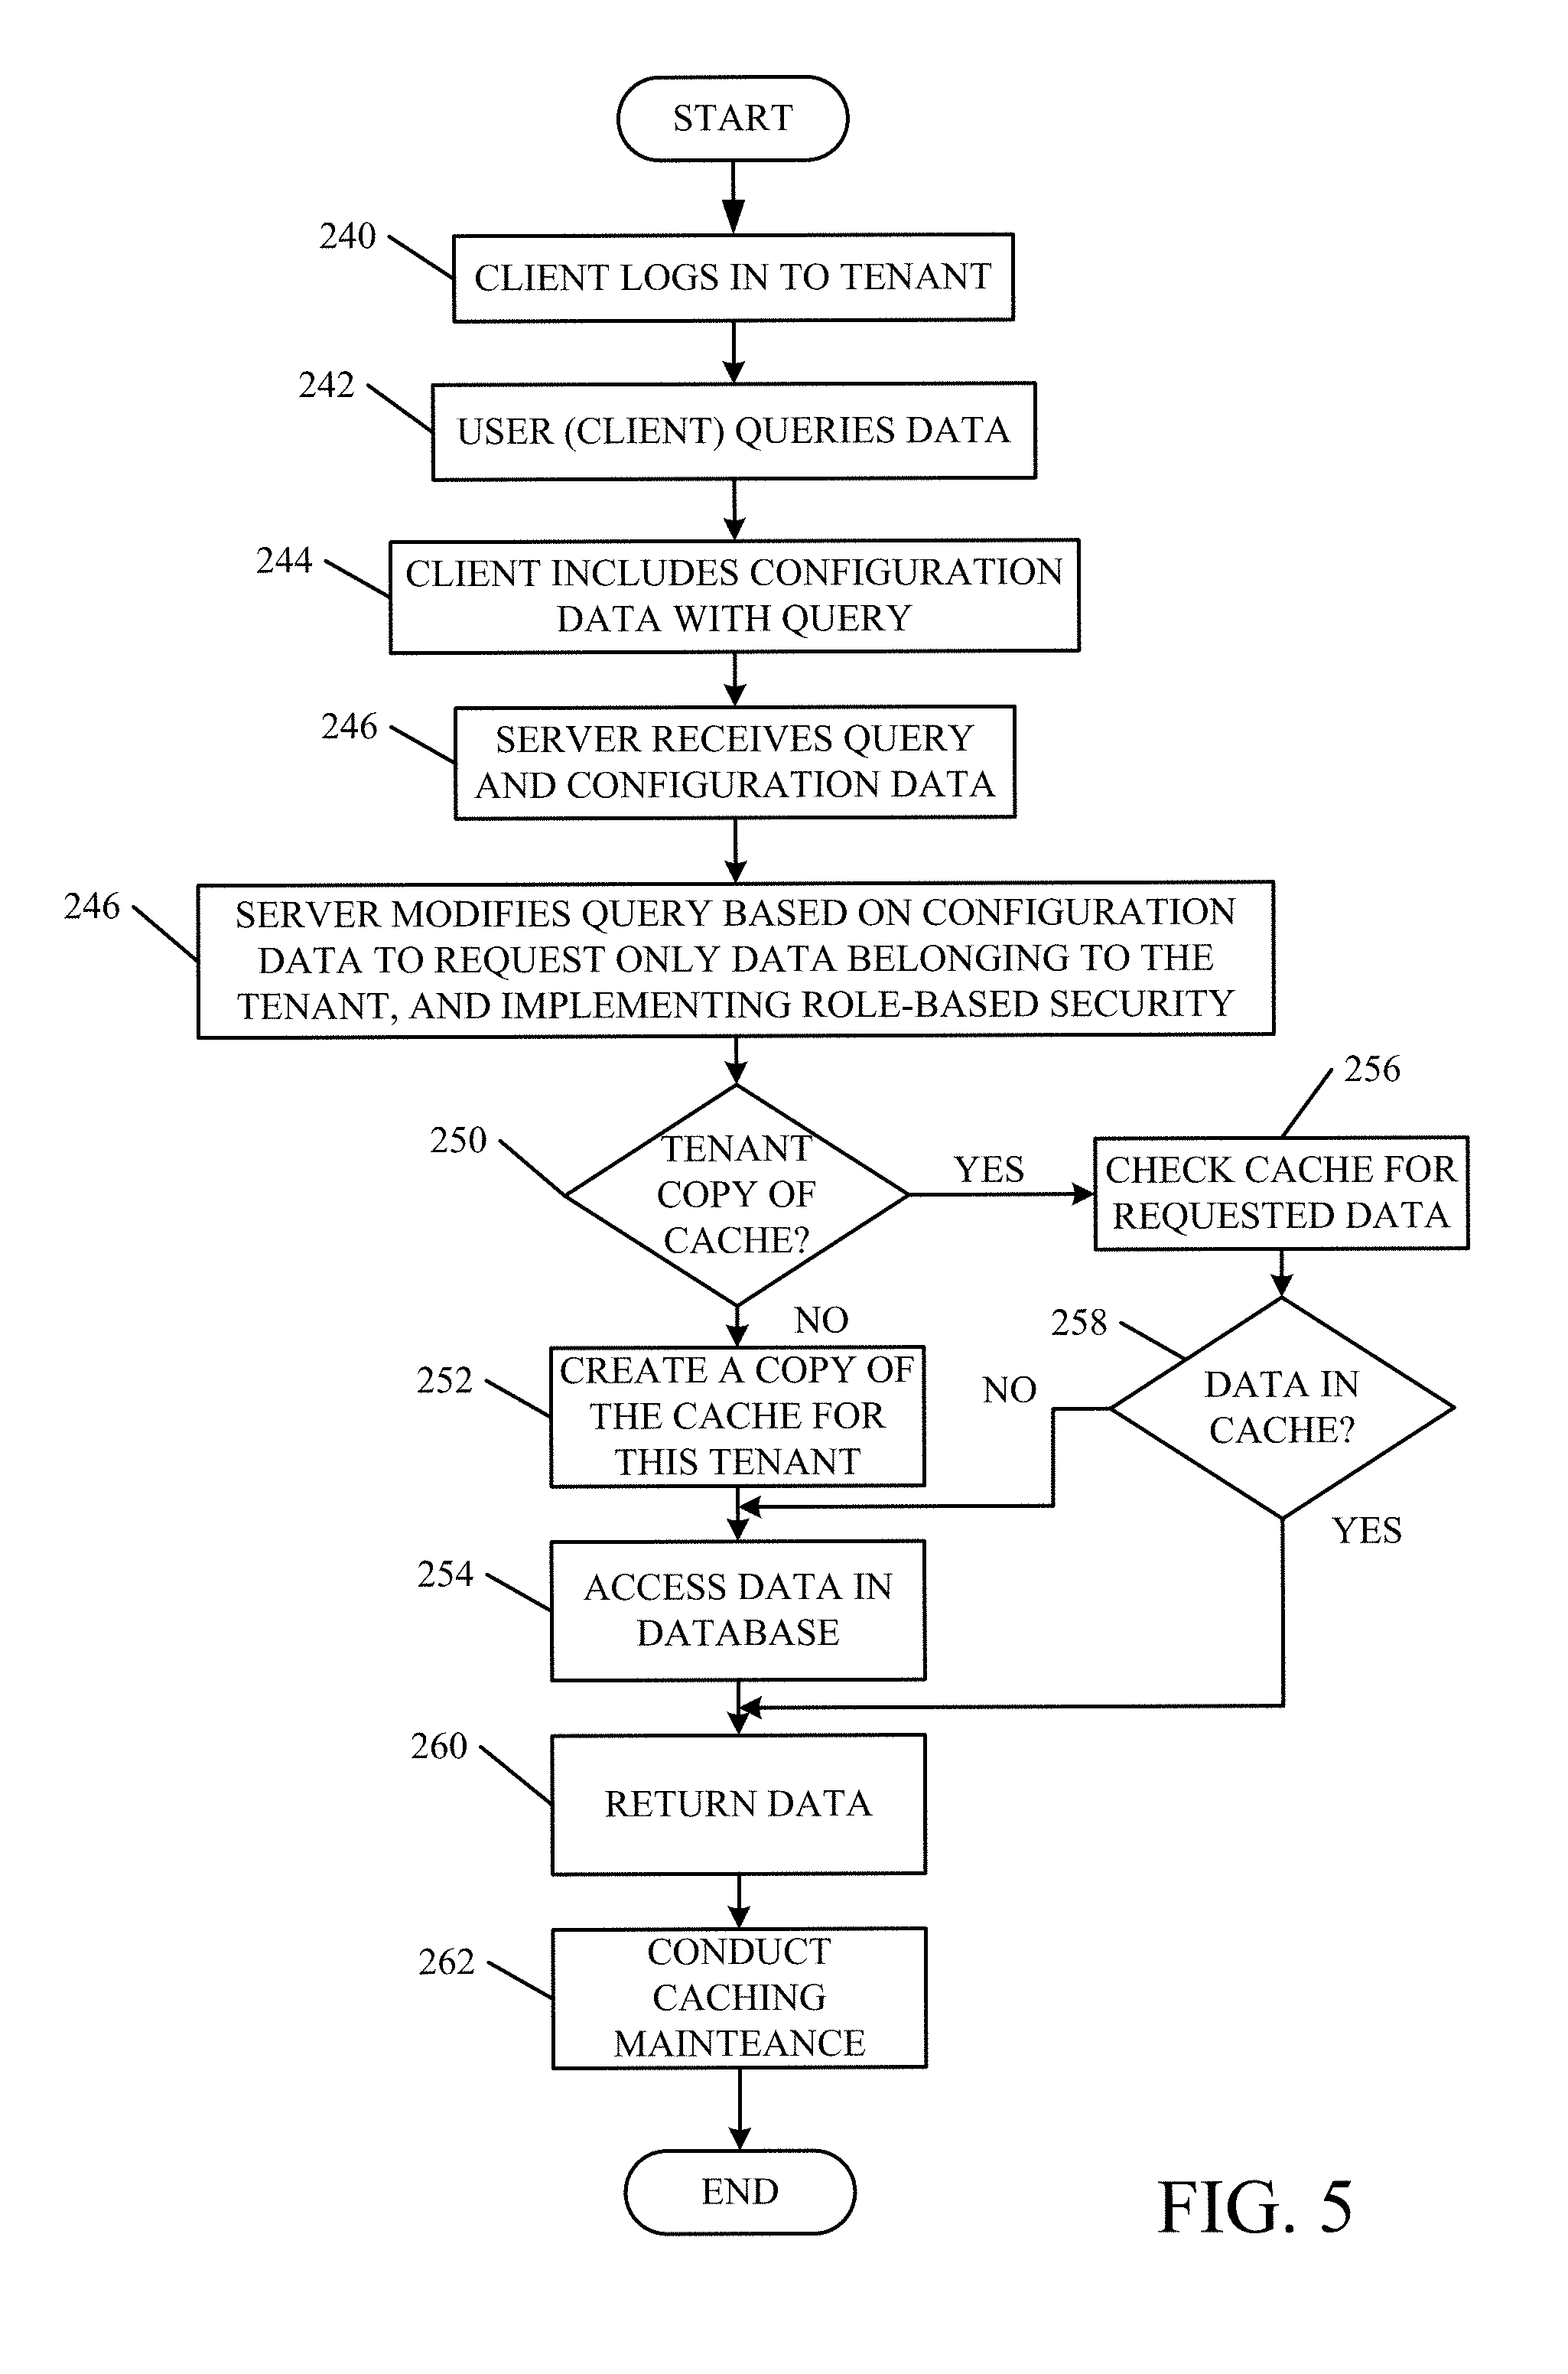 START
240
CLIENT LOGS IN TO TENANT
242
USER (CLIENT) QUERIES DATA
244
CLIENT INCLUDES CONFIGURATION
DATA WITH QUERY
246
SERVER RECEIVES QUERY
AND CONFIGURATION DATA
246
SERVER MODIFIES QUERY BASED ON CONFIGURATION
DATA TO REQUEST ONLY DATA BELONGING TO THE
TENANT, AND IMPLEMENTING ROLE-BASED SECURITY
250
TENANT
COPY OF
CACHE?
YES
256
CHECK CACHE FOR
REQUESTED DATA
NO
252
CREATE A COPY OF
THE CACHE FOR
THIS TENANT
258
DATA IN
CACHE?
NO
YES
254
ACCESS DATA IN
DATABASE
260
RETURN DATA
262
CONDUCT
CACHING
MAINTEANCE
END
FIG. 5